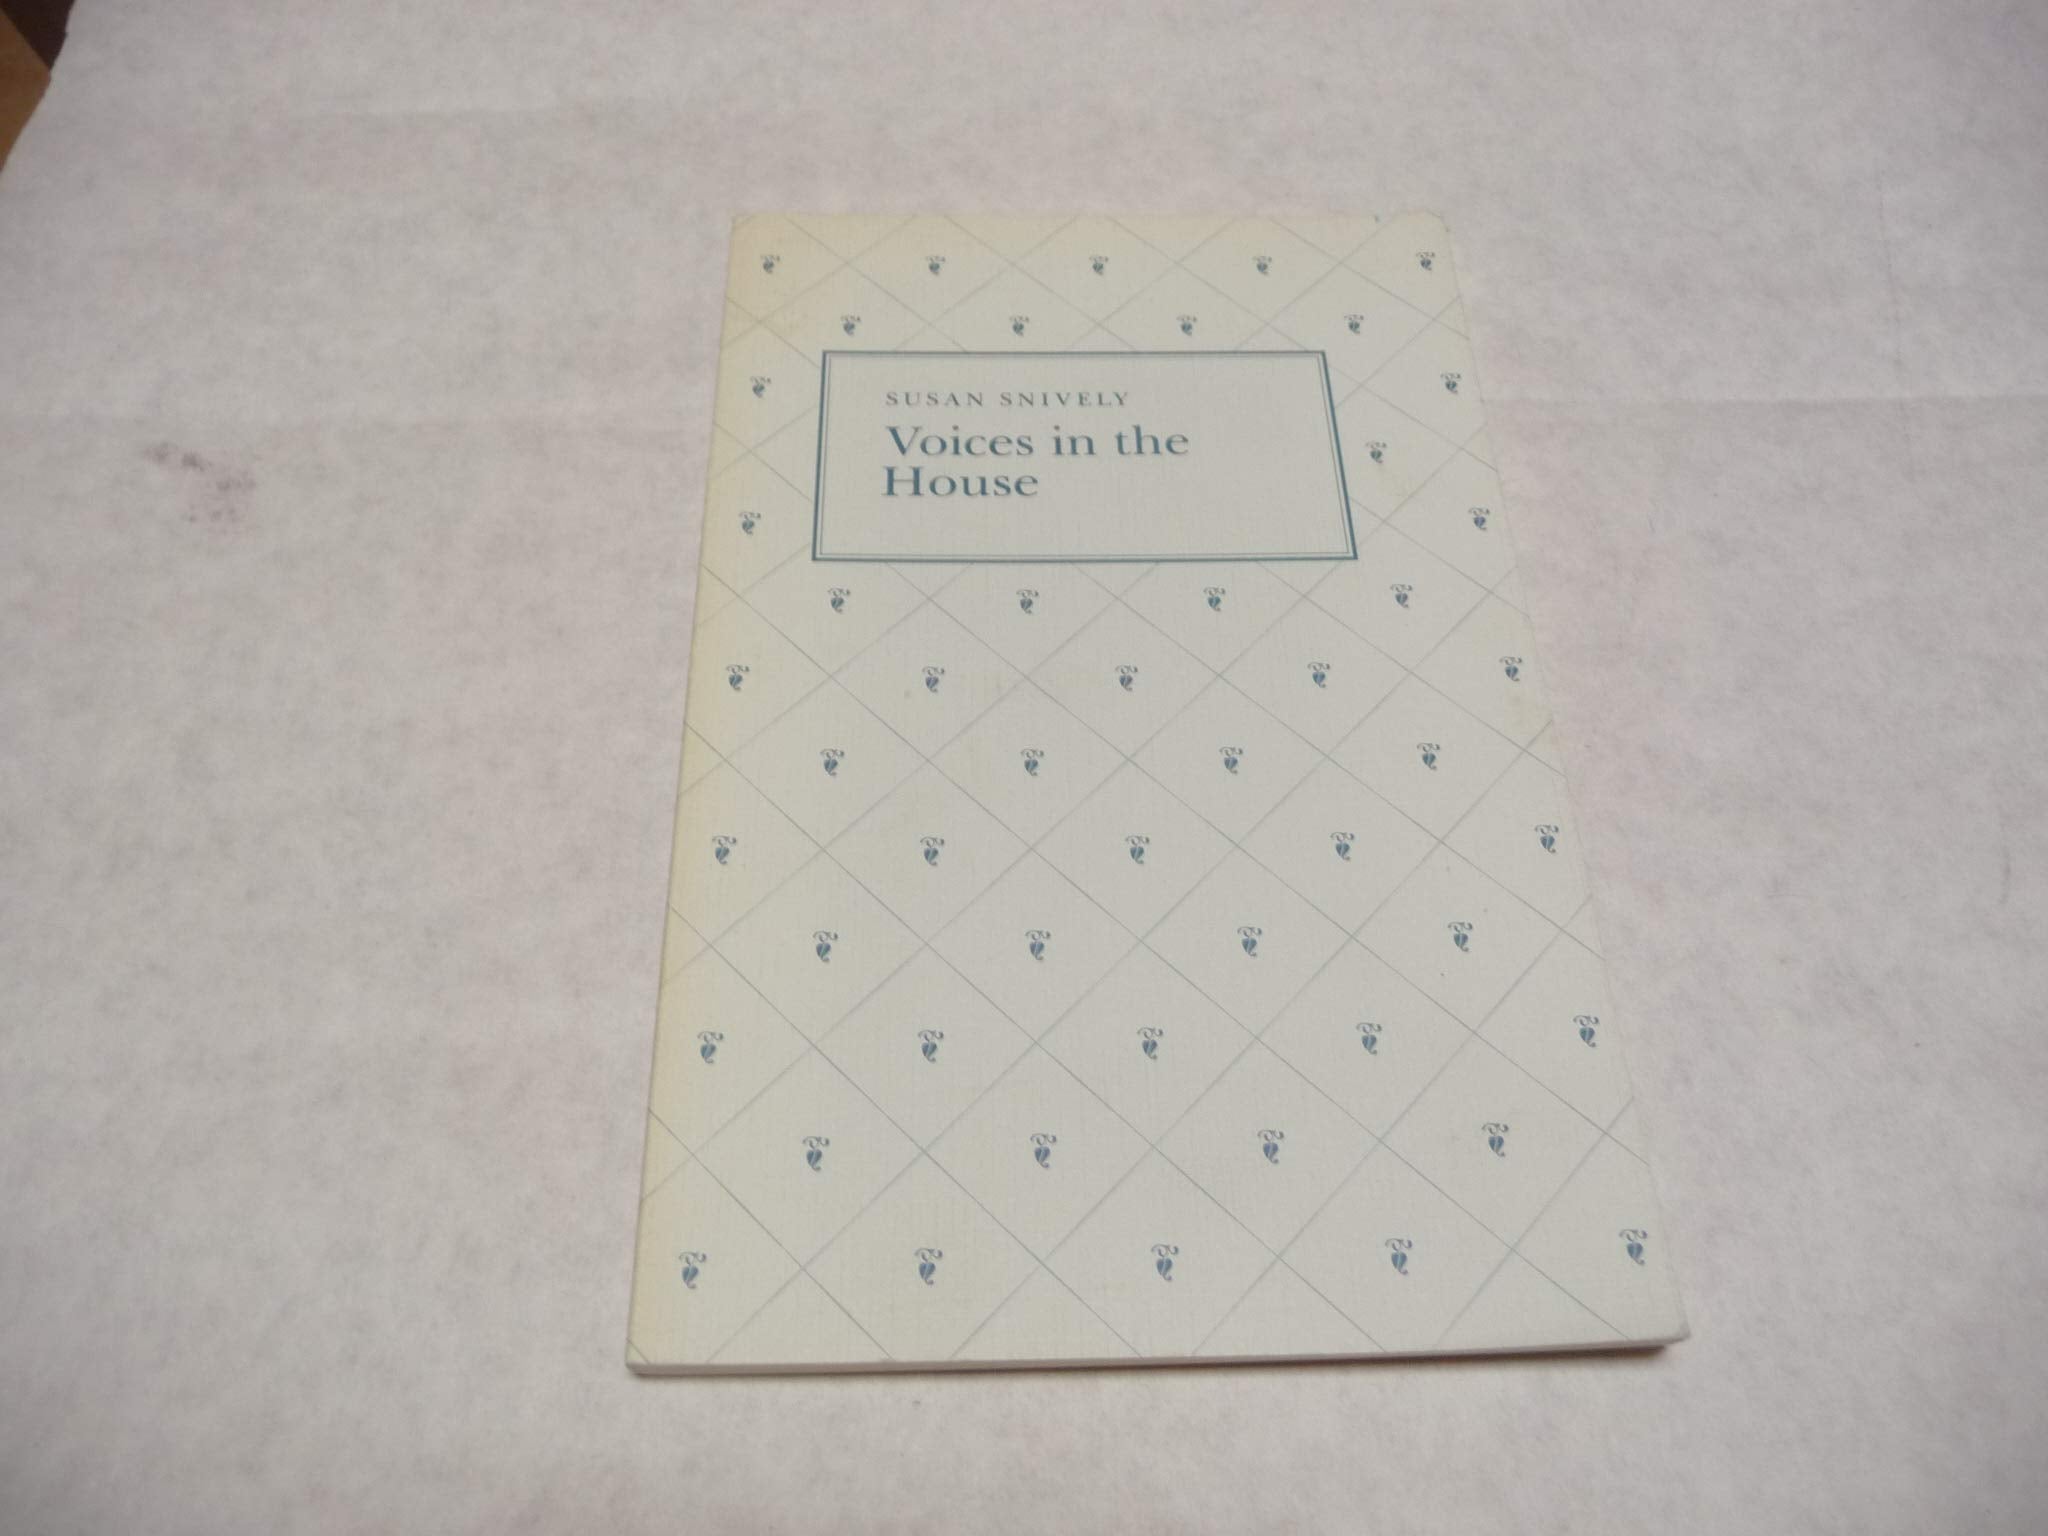 SUSAN SNIVELY
Voices in the
House